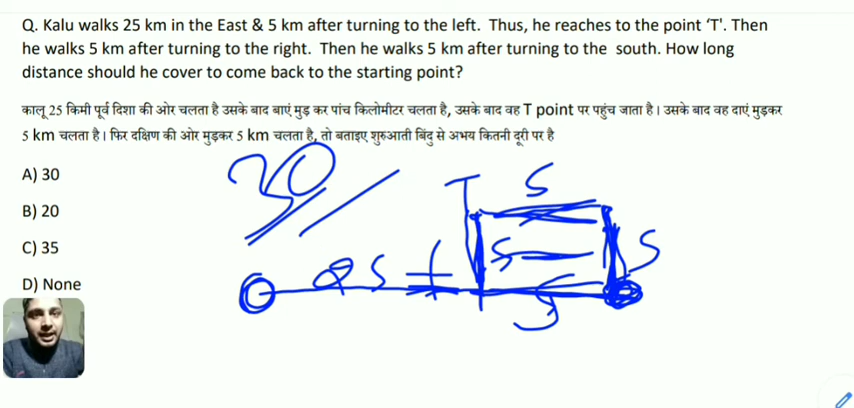 Q. Kalu walks 25 km in the East & 5 km after turning to the left. Thus, he reaches to the point ‘T'. Then
he walks 5 km after turning to the right. Then he walks 5 km after turning to the south. How long
distance should he cover to come back to the starting point?
कालू 25 किमी पूर्व दिशा की ओर चलता है उसके बाद बाएं मुड़ कर पांच किलोमीटर चलता है, उसके बाद वह T point पर पहुंच जाता है। उसके बाद वह दाएं मुड़कर
5 km चलता है। फिर दक्षिण की ओर मुड़कर 5 km चलता है, तो बताइए शुरुआती बिंदु से अभय कितनी दूरी पर है
A) 30
30
T 5
B) 20
C) 35
25 + 5 5
D) None
5